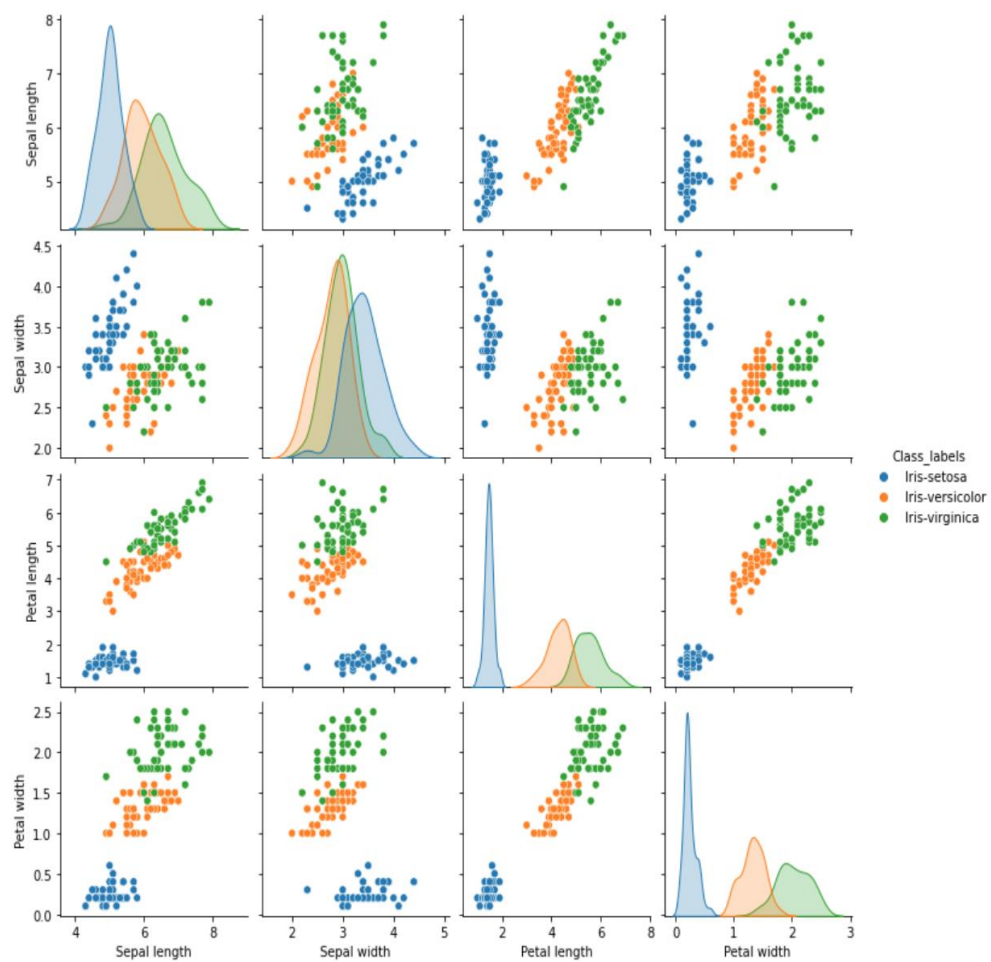 8
7
6
5
Sepal length
4.5
4.0
3.5
3.0
2.5
2.0
Sepal width
Class_labels
Iris-setosa
Iris-versicolor
Iris-virginica
7
6
5
4
3
2
1
Petal length
2.5
2.0
1.5
1.0
0.5
0.0
Petal width
4 6 8
2 3 4 5
2 4 6 8
0 1 2 3
Sepal length
Sepal width
Petal length
Petal width